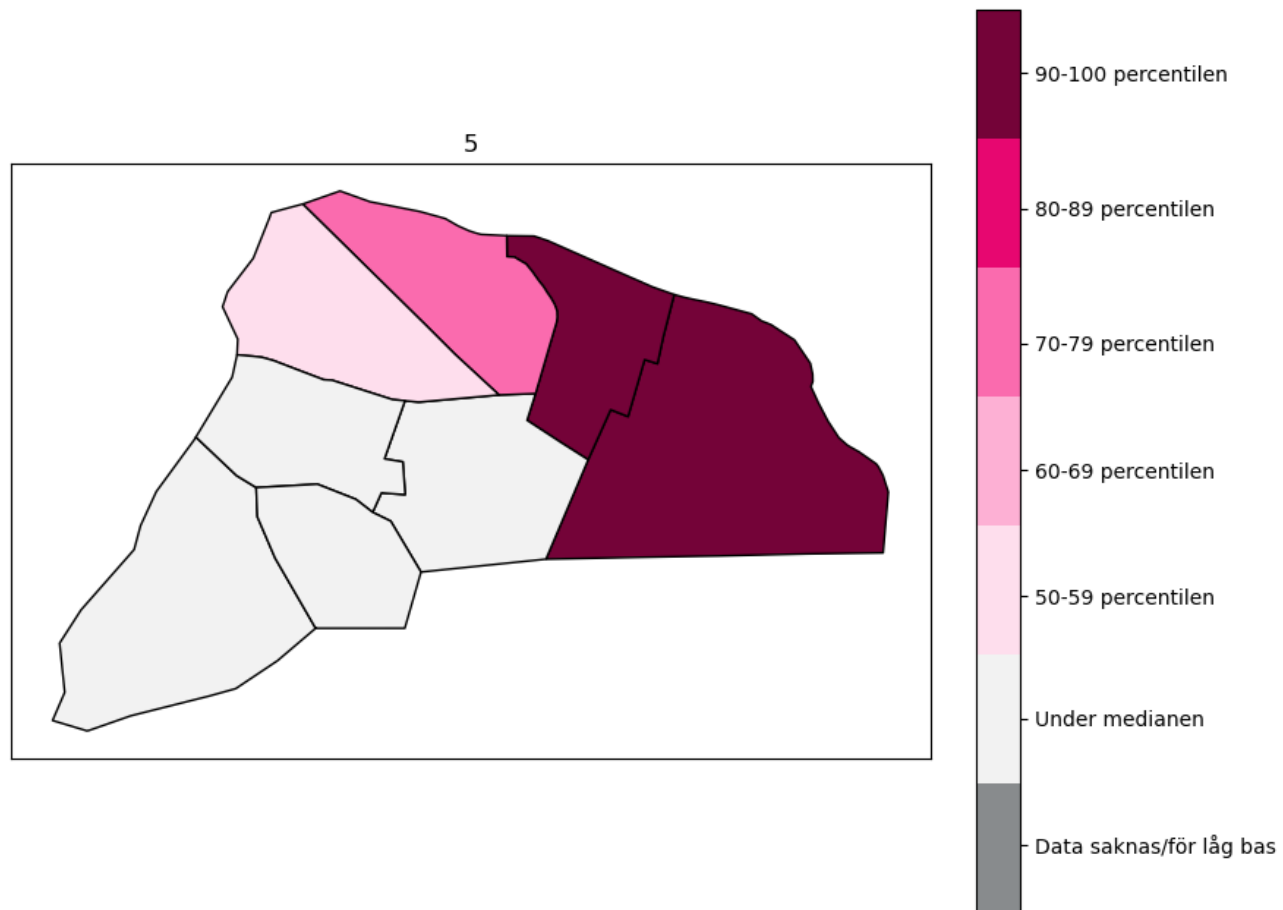 5
90-100 percentilen
80-89 percentilen
70-79 percentilen
60-69 percentilen
50-59 percentilen
Under medianen
Data saknas/för låg bas